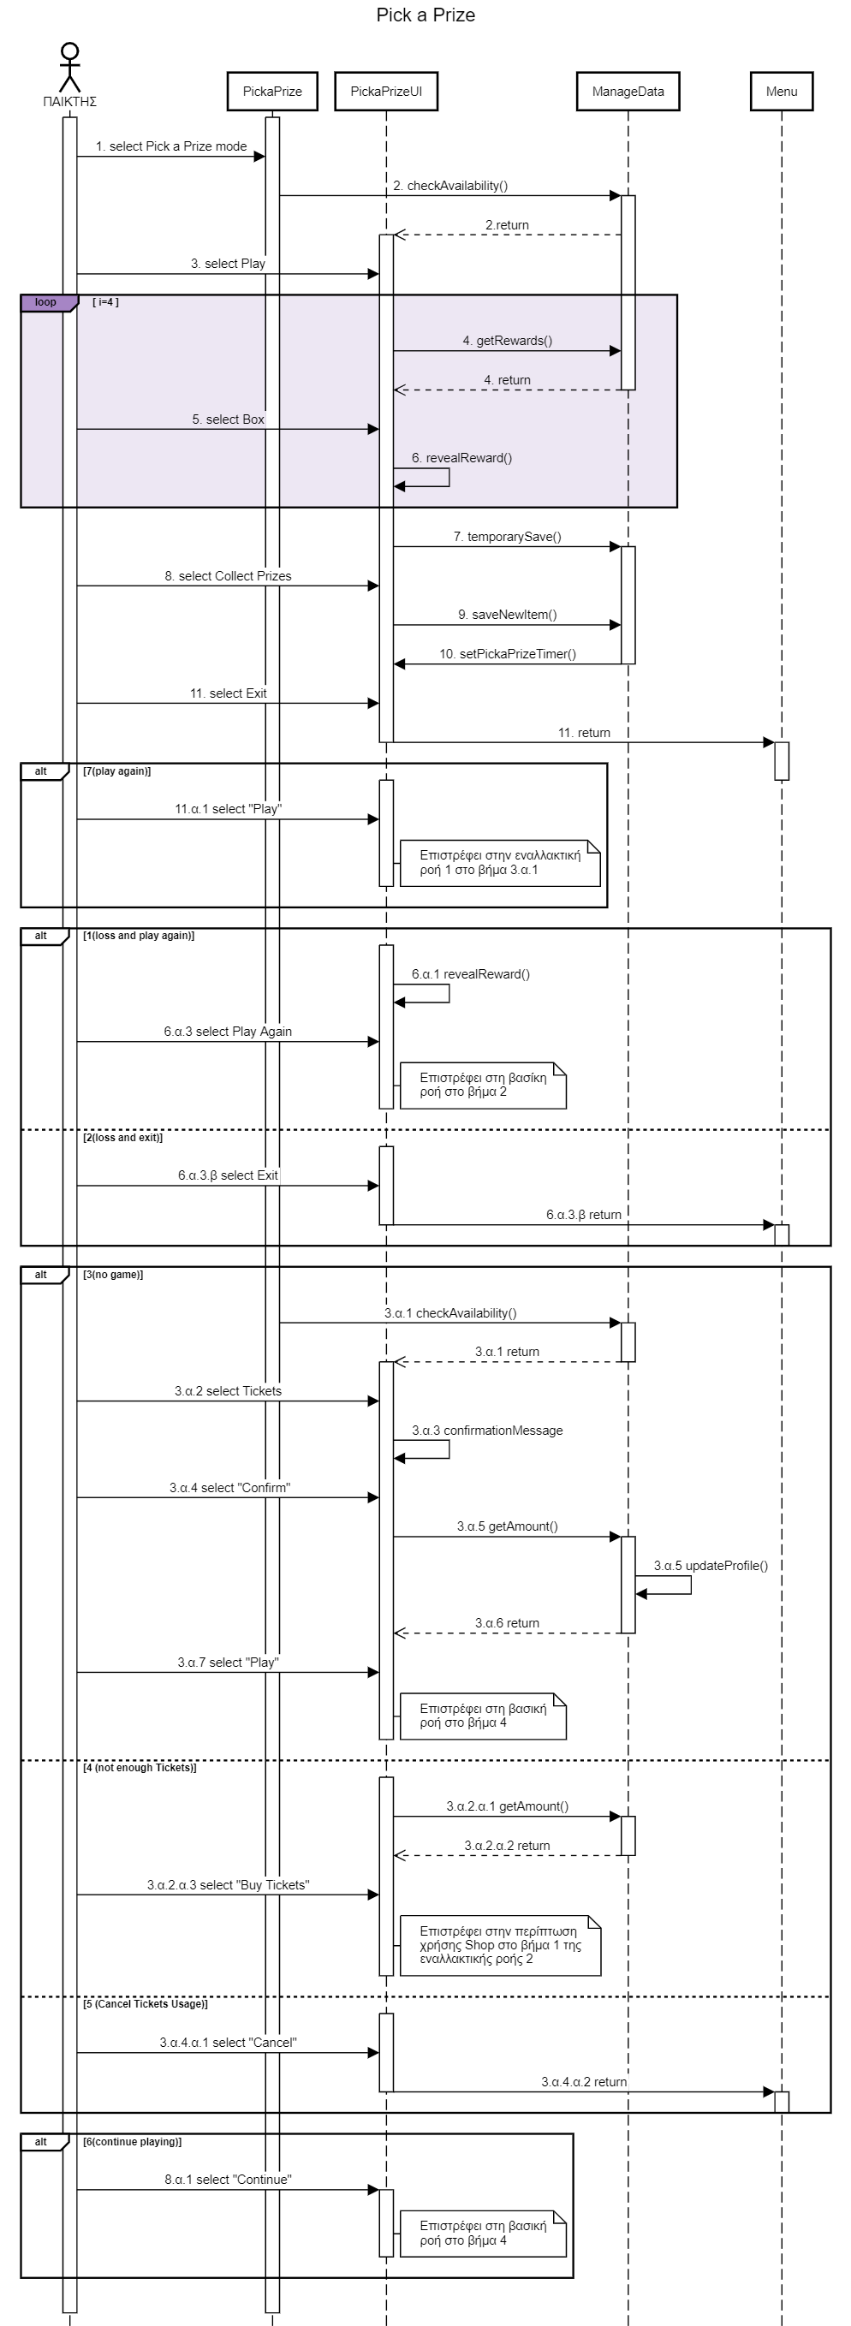 Pick a Prize
ΠΑΙΚΤΗΣ
PickaPrize
PickaPrizeUI
ManageData
Menu
1. select Pick a Prize mode
2. checkAvailability()
2.return
3. select Play
loop
[ i=4 ]
4. getRewards()
4. return
5. select Box
6. revealReward()
7. temporarySave()
8. select Collect Prizes
9. saveNewItem()
10. setPickaPrizeTimer()
11. select Exit
11. return
alt
[7(play again)]
11.α.1 select "Play"
Επιστρέφει στην εναλλακτική
ροή 1 στο βήμα 3.α.1
alt
[1(loss and play again)]
6.α.1 revealReward()
6.α.3 select Play Again
Επιστρέφει στη βασίκη
ροή στο βήμα 2
[2(loss and exit)]
6.α.3.β select Exit
6.α.3.β return
alt
[3(no game)]
3.α.1 checkAvailability()
3.α.1 return
3.α.2 select Tickets
3.α.3 confirmationMessage
3.α.4 select "Confirm"
3.α.5 getAmount()
3.α.5 updateProfile()
3.α.6 return
3.α.7 select "Play"
Επιστρέφει στη βασική
ροή στο βήμα 4
[4 (not enough Tickets)]
3.α.2.α.1 getAmount()
3.α.2.α.2 return
3.α.2.α.3 select "Buy Tickets"
Επιστρέφει στην περίπτωση
χρήσης Shop στο βήμα 1 της
εναλλακτικής ροής 2
[5 (Cancel Tickets Usage)]
3.α.4.α.1 select "Cancel"
3.α.4.α.2 return
alt
[6(continue playing)]
8.α.1 select "Continue"
Επιστρέφει στη βασική
ροή στο βήμα 4